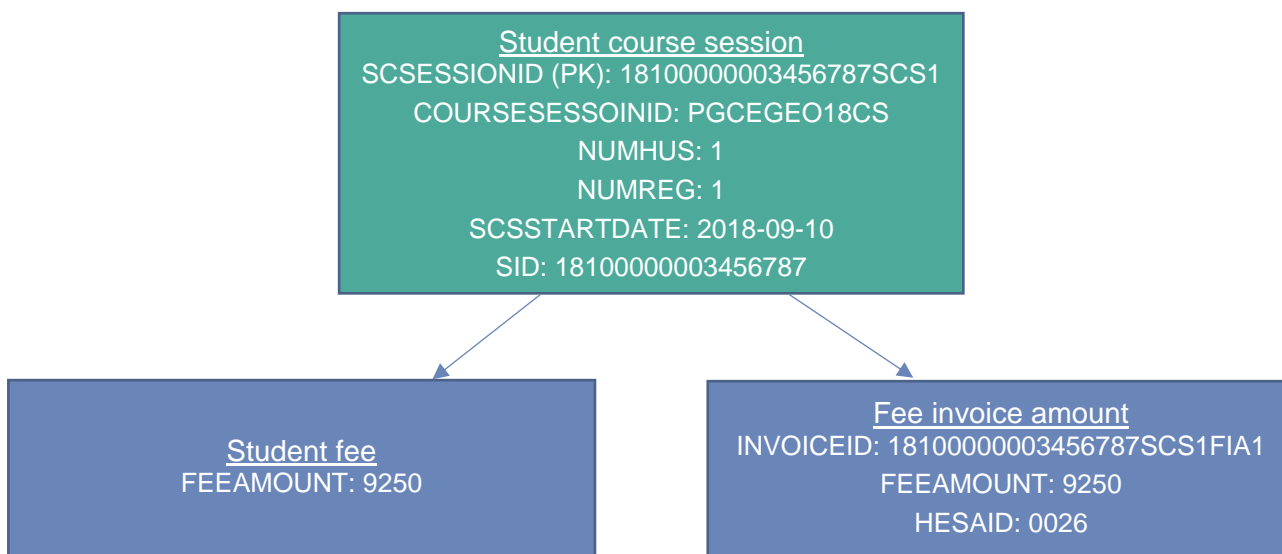 Student course session
SCSESSIONID (PK): 18100000003456787SCS1
COURSESESSOINID: PGCEGEO18CS
NUMHUS: 1
NUMREG: 1
SCSSTARTDATE: 2018-09-10
SID: 18100000003456787
Student fee
FEEAMOUNT: 9250
Fee invoice amount
INVOICEID: 18100000003456787SCS1FIA1
FEEAMOUNT: 9250
HESAID: 0026